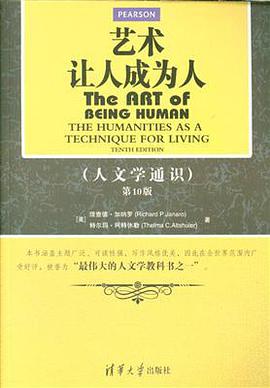 PEARSON
艺术
让人成为人
The ART of
BEING HUMAN
THE HUMANITIES AS A
TECHNIQUE FOR LIVING
TENTH EDITION
(人文学通识)
第10版
[美] 理查德·加纳罗 (Richard P.Janaro)
特尔玛·阿特休勒 (Thelma C.Altshuler) 著
本书涵盖主题广泛、可读性强、写作风格优美，因此在全世界范围内广
受好评，被誉为“最伟大的人文学教科书之一”。
清华大学出版社